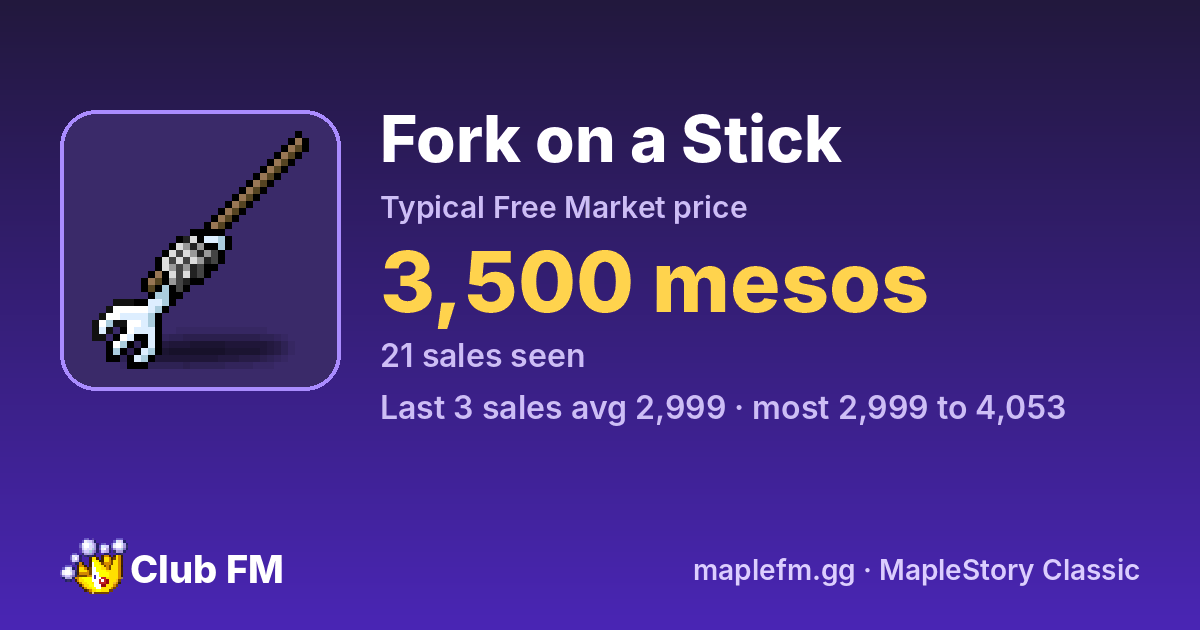 Fork on a Stick
Typical Free Market price
3,500 mesos
21 sales seen
Last 3 sales avg 2,999 · most 2,999 to 4,053
Club FM
maplefm.gg · MapleStory Classic